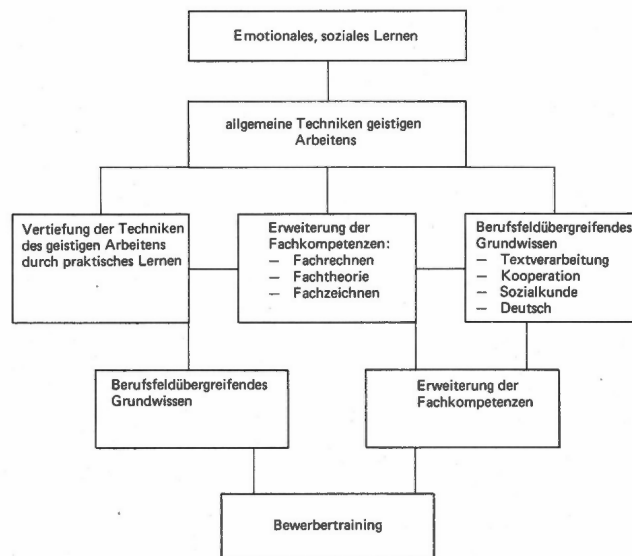 Emotionales, soziales Lernen
allgemeine Techniken geistigen
Arbeitens
Vertiefung der Techniken
des geistigen Arbeitens
durch praktisches Lernen
Erweiterung der
Fachkompetenzen:
— Fachrechnen
— Fachtheorie
— Fachzeichnen
Berufsfeldübergreifendes
Grundwissen
— Textverarbeitung
— Kooperation
— Sozialkunde
— Deutsch
Berufsfeldübergreifendes
Grundwissen
Erweiterung der
Fachkompetenzen
Bewerbertraining